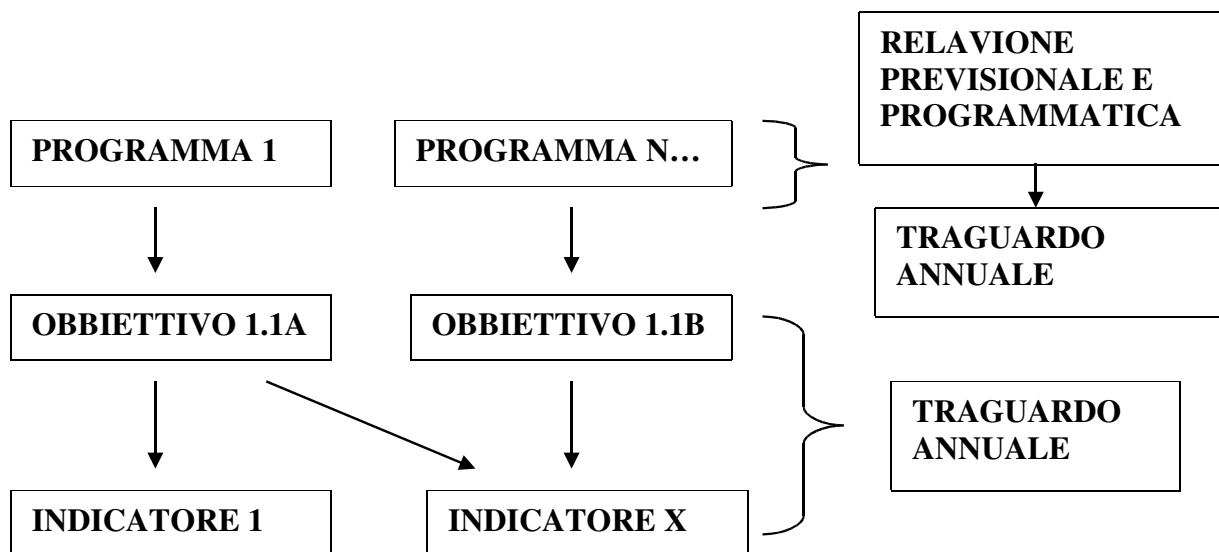 RELAVIONE
PREVISIONALE E
PROGRAMMATICA
PROGRAMMA 1
PROGRAMMA N…
TRAGUARDO
ANNUALE
OBBIETTIVO 1.1A
OBBIETTIVO 1.1B
TRAGUARDO
ANNUALE
INDICATORE 1
INDICATORE X